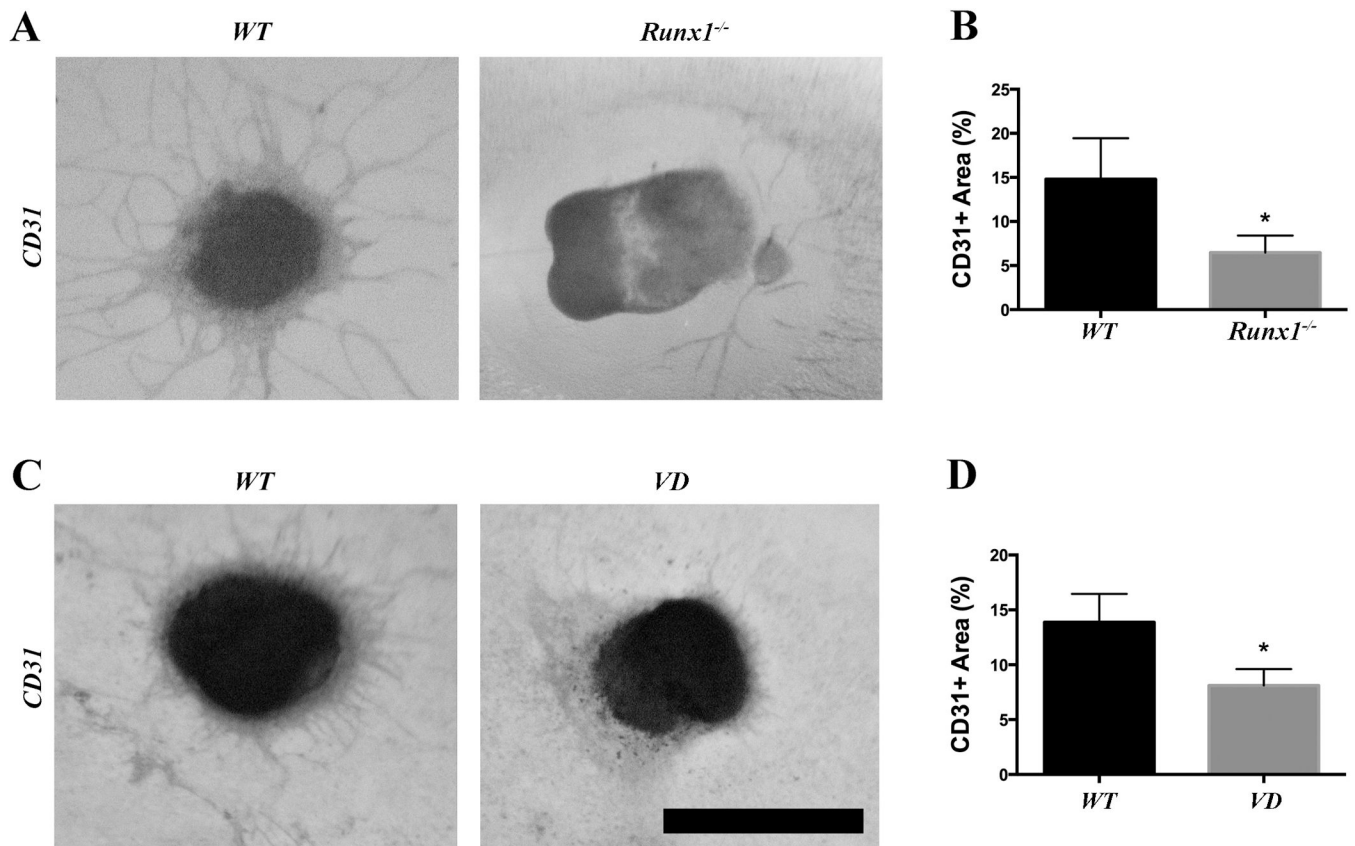 A
WT
Runx1-/-
CD31
B
CD31+ Area (%)
25
20
15
10
5
0
*
WT
Runx1-/-
C
WT
VD
CD31
D
CD31+ Area (%)
20
15
10
5
0
*
WT
VD